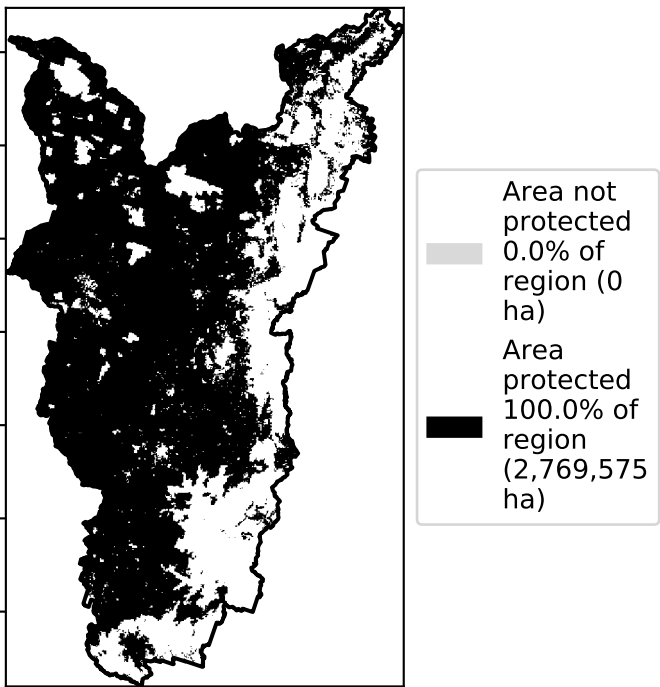 Area not
protected
0.0% of
region (0
ha)
Area
protected
100.0% of
region
(2,769,575
ha)